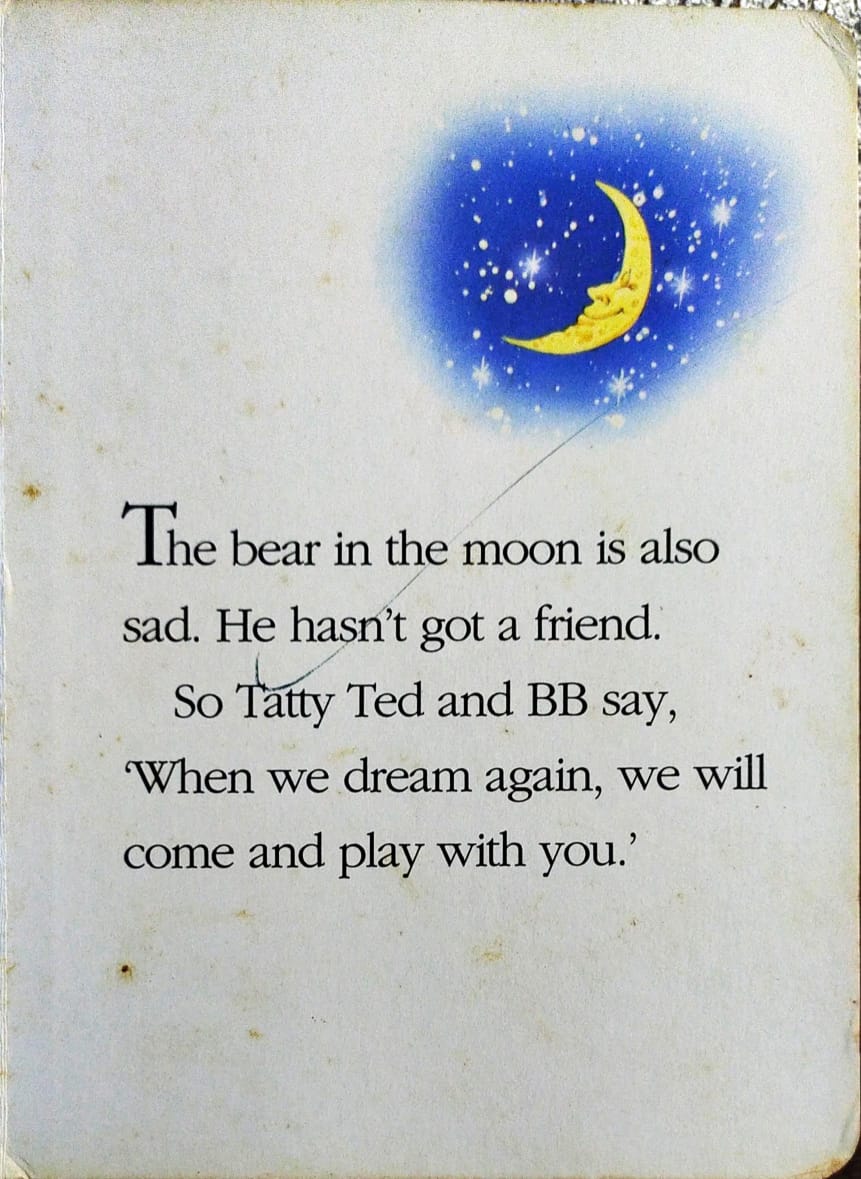 The bear in the moon is also
sad. He hasn’t got a friend.
So Tatty Ted and BB say,
‘When we dream again, we will
come and play with you.’